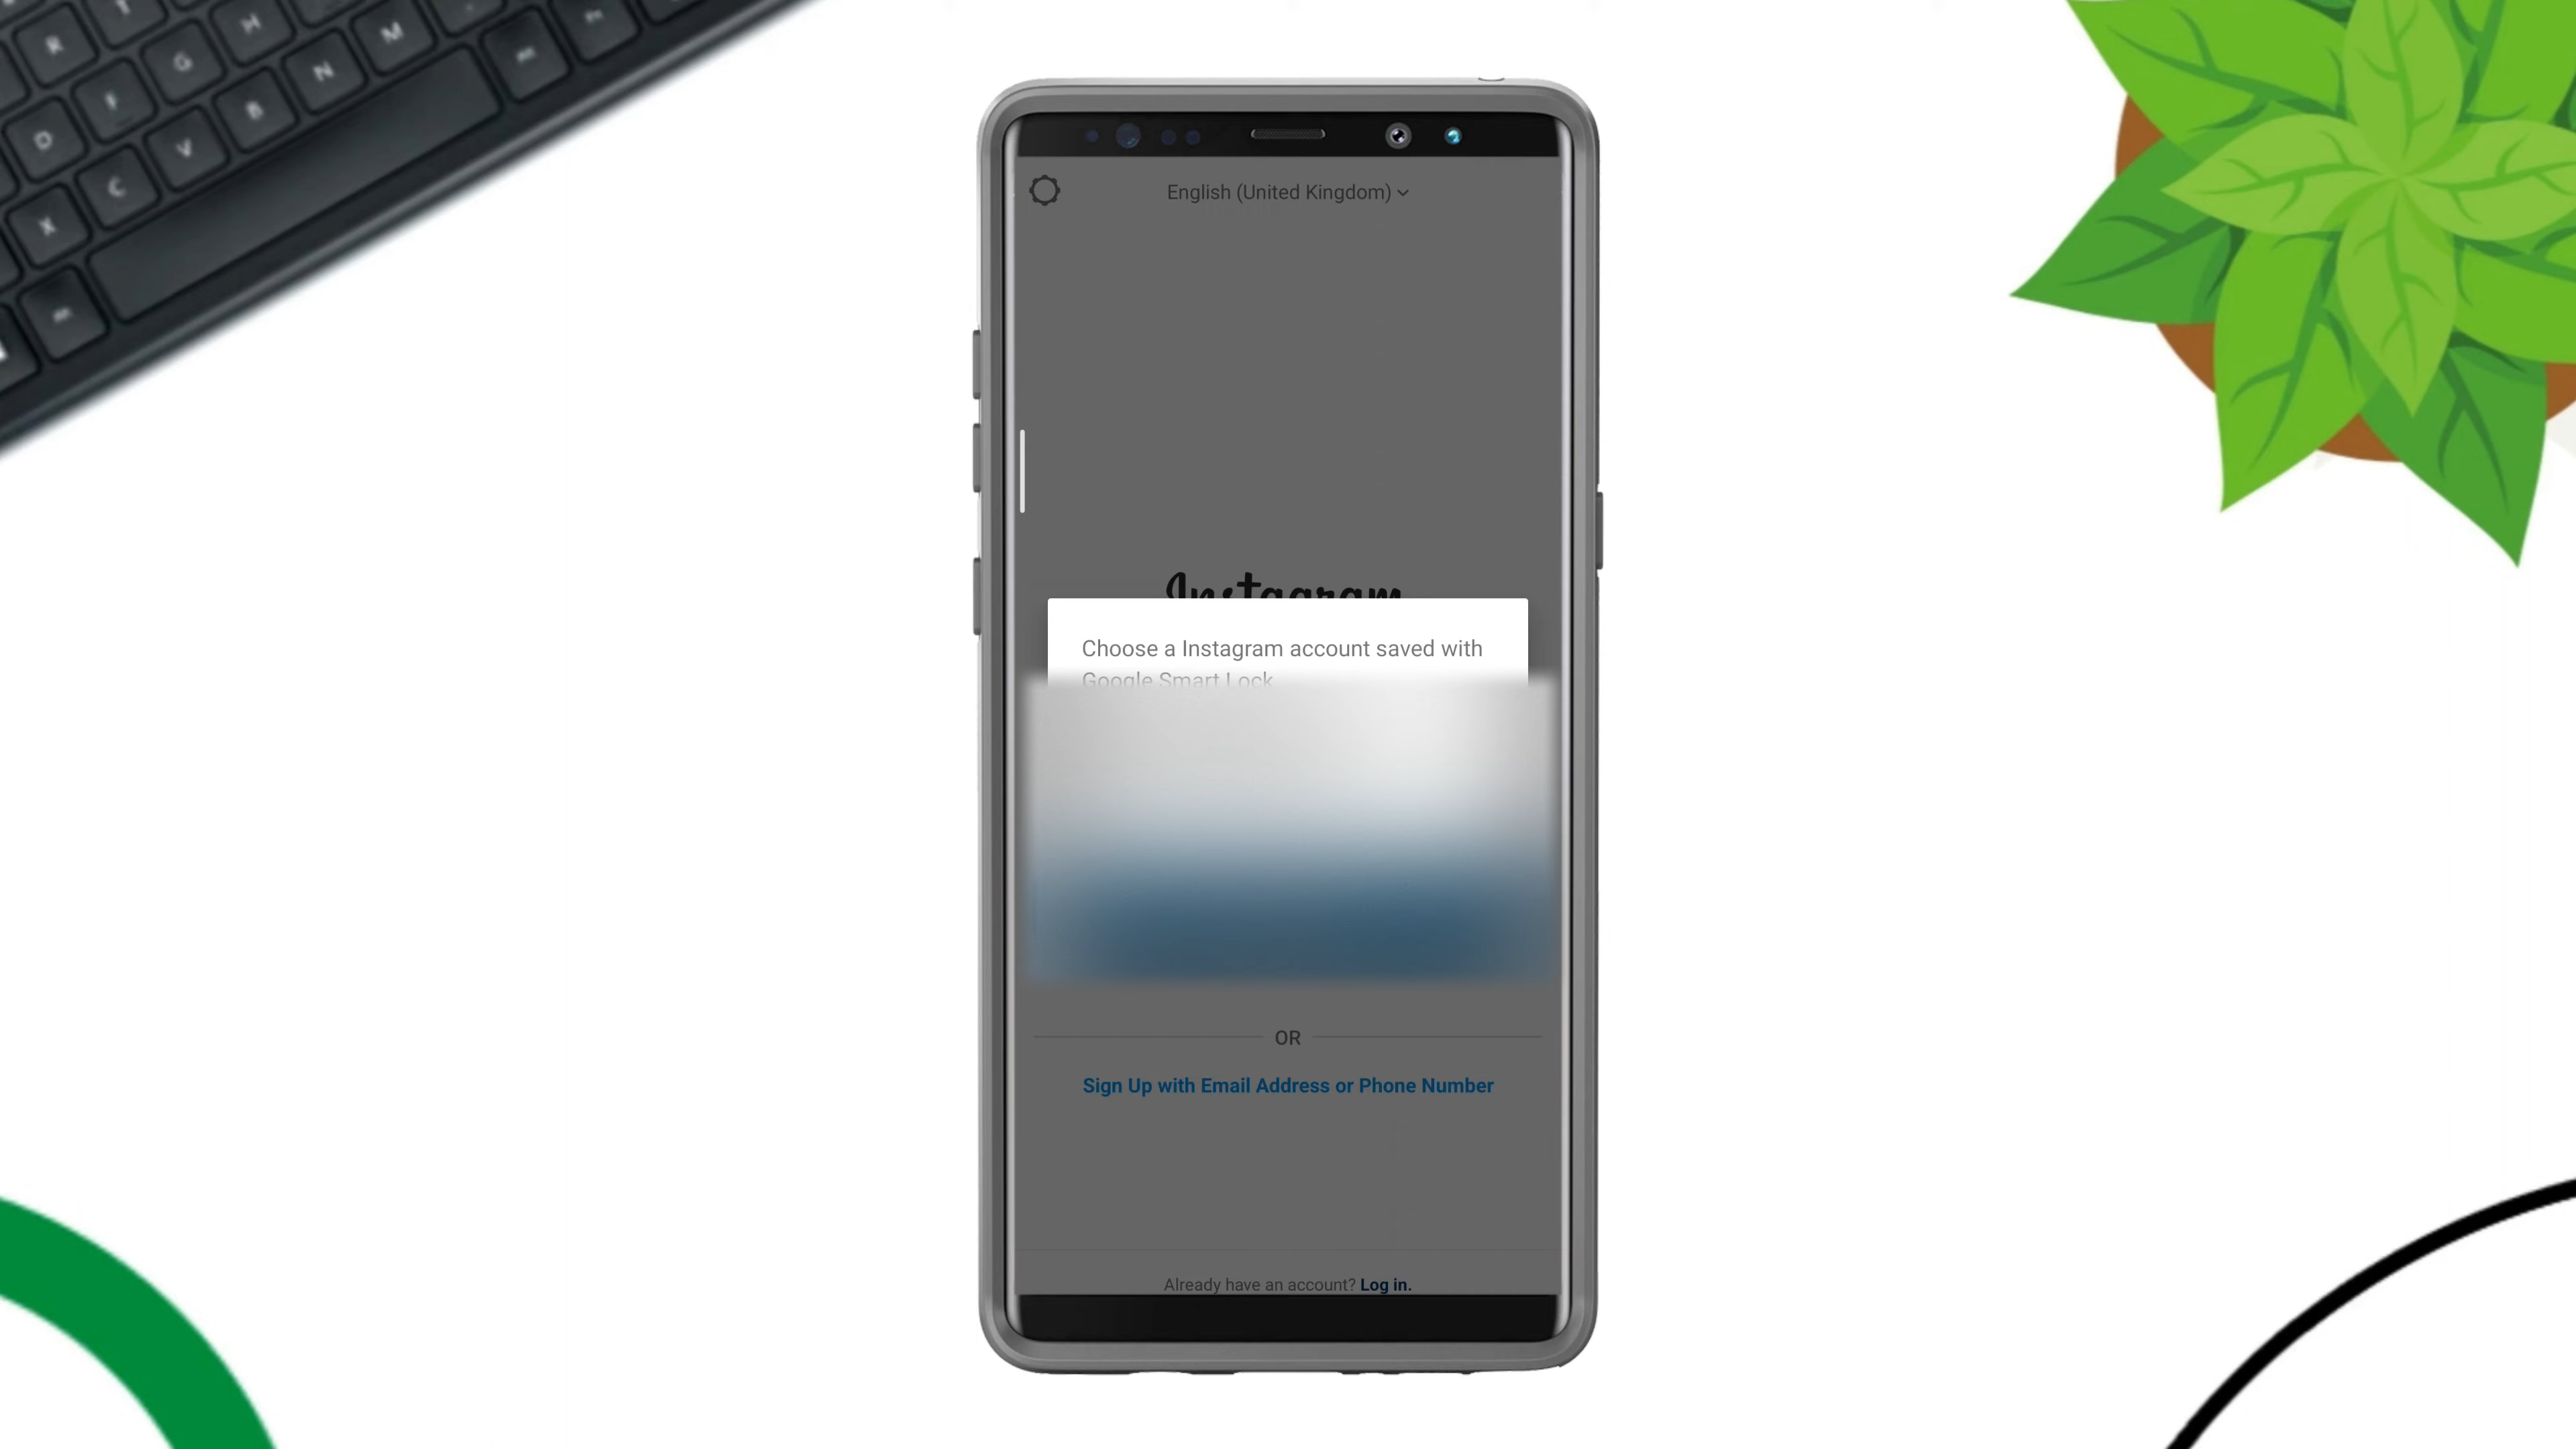 English (United Kingdom)
Instagram
Choose a Instagram account saved with
Google Smart Lock
OR
Sign Up with Email Address or Phone Number
Already have an account? Log in.
R
H
M
G
N
B
D
V
C
X